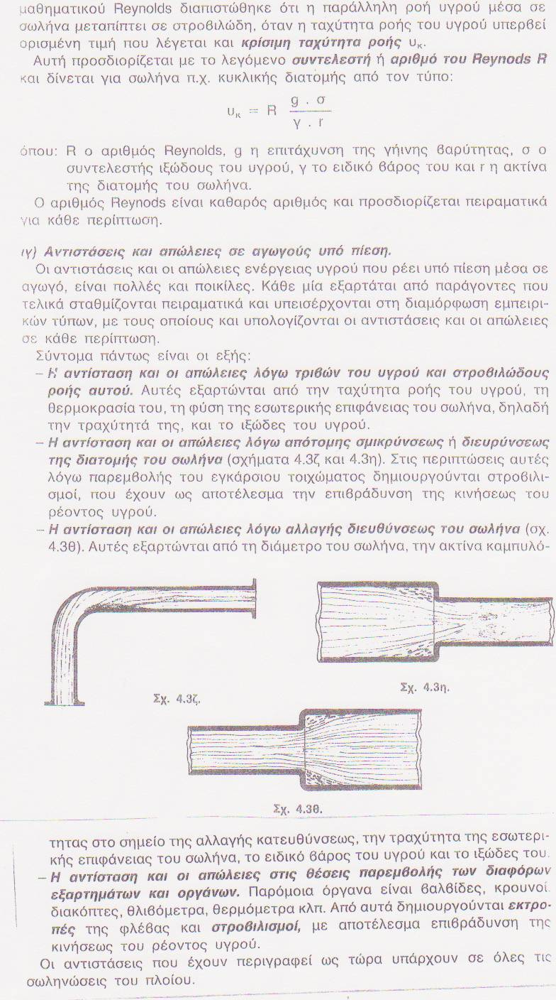 μαθηματικού Reynolds διαπιστώθηκε ότι η παράλληλη ροή υγρού μέσα σε
σωλήνα μεταπίπτει σε στροβιλώδη, όταν η ταχύτητα ροής του υγρού υπερβεί
ορισμένη τιμή που λέγεται και κρίσιμη ταχύτητα ροής υκ.
Αυτή προσδιορίζεται με το λεγόμενο συντελεστή ή αριθμό του Reynods R
και δίνεται για σωλήνα π.χ. κυκλικής διατομής από τον τύπο:
υκ = R g . σ / γ . r
όπου: R ο αριθμός Reynolds, g η επιτάχυνση της γήινης βαρύτητας, σ ο
συντελεστής ιξώδους του υγρού, γ το ειδικό βάρος του και r η ακτίνα
της διατομής του σωλήνα.
Ο αριθμός Reynods είναι καθαρός αριθμός και προσδιορίζεται πειραματικά
για κάθε περίπτωση.
ιγ) Αντιστάσεις και απώλειες σε αγωγούς υπό πίεση.
Οι αντιστάσεις και οι απώλειες ενέργειας υγρού που ρέει υπό πίεση μέσα σε
αγωγό, είναι πολλές και ποικίλες. Κάθε μία εξαρτάται από παράγοντες που
τελικά σταθμίζονται πειραματικά και υπεισέρχονται στη διαμόρφωση εμπειρι-
κών τύπων, με τους οποίους και υπολογίζονται οι αντιστάσεις και οι απώλειες
σε κάθε περίπτωση.
Σύντομα πάντως είναι οι εξής:
– Η αντίσταση και οι απώλειες λόγω τριβών του υγρού και στροβιλώδους
ροής αυτού. Αυτές εξαρτώνται από την ταχύτητα ροής του υγρού, τη
θερμοκρασία του, τη φύση της εσωτερικής επιφάνειας του σωλήνα, δηλαδή
την τραχύτητά της, και το ιξώδες του υγρού.
– Η αντίσταση και οι απώλειες λόγω απότομης σμικρύνσεως ή διευρύνσεως
της διατομής του σωλήνα (σχήματα 4.3ζ και 4.3η). Στις περιπτώσεις αυτές
λόγω παρεμβολής του εγκάρσιου τοιχώματος δημιουργούνται στροβιλι-
σμοί, που έχουν ως αποτέλεσμα την επιβράδυνση της κινήσεως του
ρέοντος υγρού.
– Η αντίσταση και οι απώλειες λόγω αλλαγής διευθύνσεως του σωλήνα (σχ.
4.3θ). Αυτές εξαρτώνται από τη διάμετρο του σωλήνα, την ακτίνα καμπυλό-
Σχ. 4.3ζ.
Σχ. 4.3η.
Σχ. 4.3θ.
τητας στο σημείο της αλλαγής κατευθύνσεως, την τραχύτητα της εσωτερι-
κής επιφάνειας του σωλήνα, το ειδικό βάρος του υγρού και το ιξώδες του.
– Η αντίσταση και οι απώλειες στις θέσεις παρεμβολής των διαφόρων
εξαρτημάτων και οργάνων. Παρόμοια όργανα είναι βαλβίδες, κρουνοί
διακόπτες, θλιβόμετρα, θερμόμετρα κλπ. Από αυτά δημιουργούνται εκτρο-
πές της φλέβας και στροβιλισμοί, με αποτέλεσμα επιβράδυνση της
κινήσεως του ρέοντος υγρού.
Οι αντιστάσεις που έχουν περιγραφεί ως τώρα υπάρχουν σε όλες τις
σωληνώσεις του πλοίου.